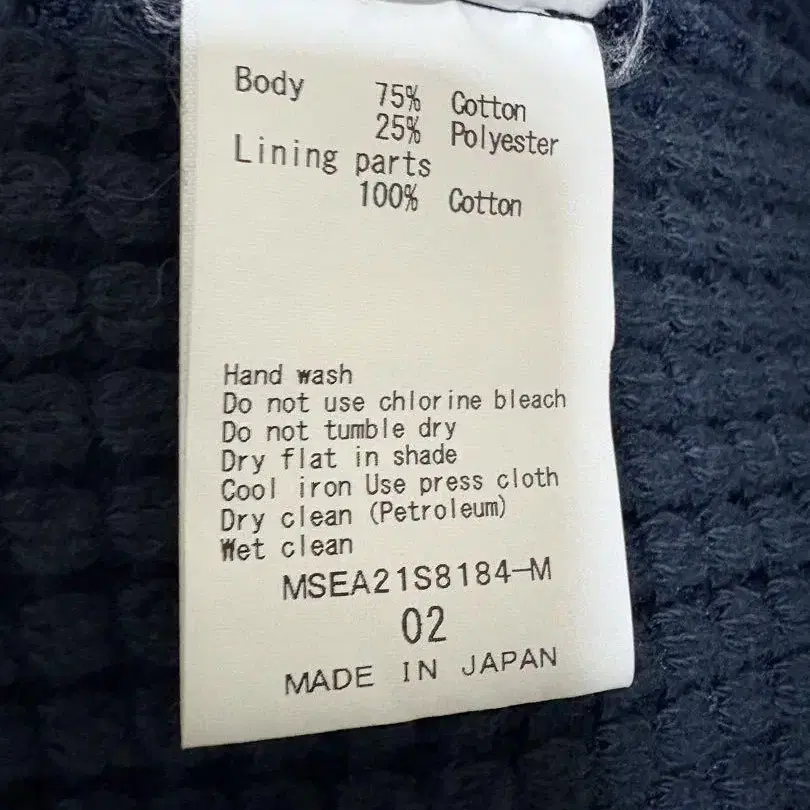 Body 75% Cotton
25% Polyester
Lining parts
100% Cotton
Hand wash
Do not use chlorine bleach
Do not tumble dry
Dry flat in shade
Cool iron Use press cloth
Dry clean (Petroleum)
Wet clean
MSEA21S8184-M
02
MADE IN JAPAN